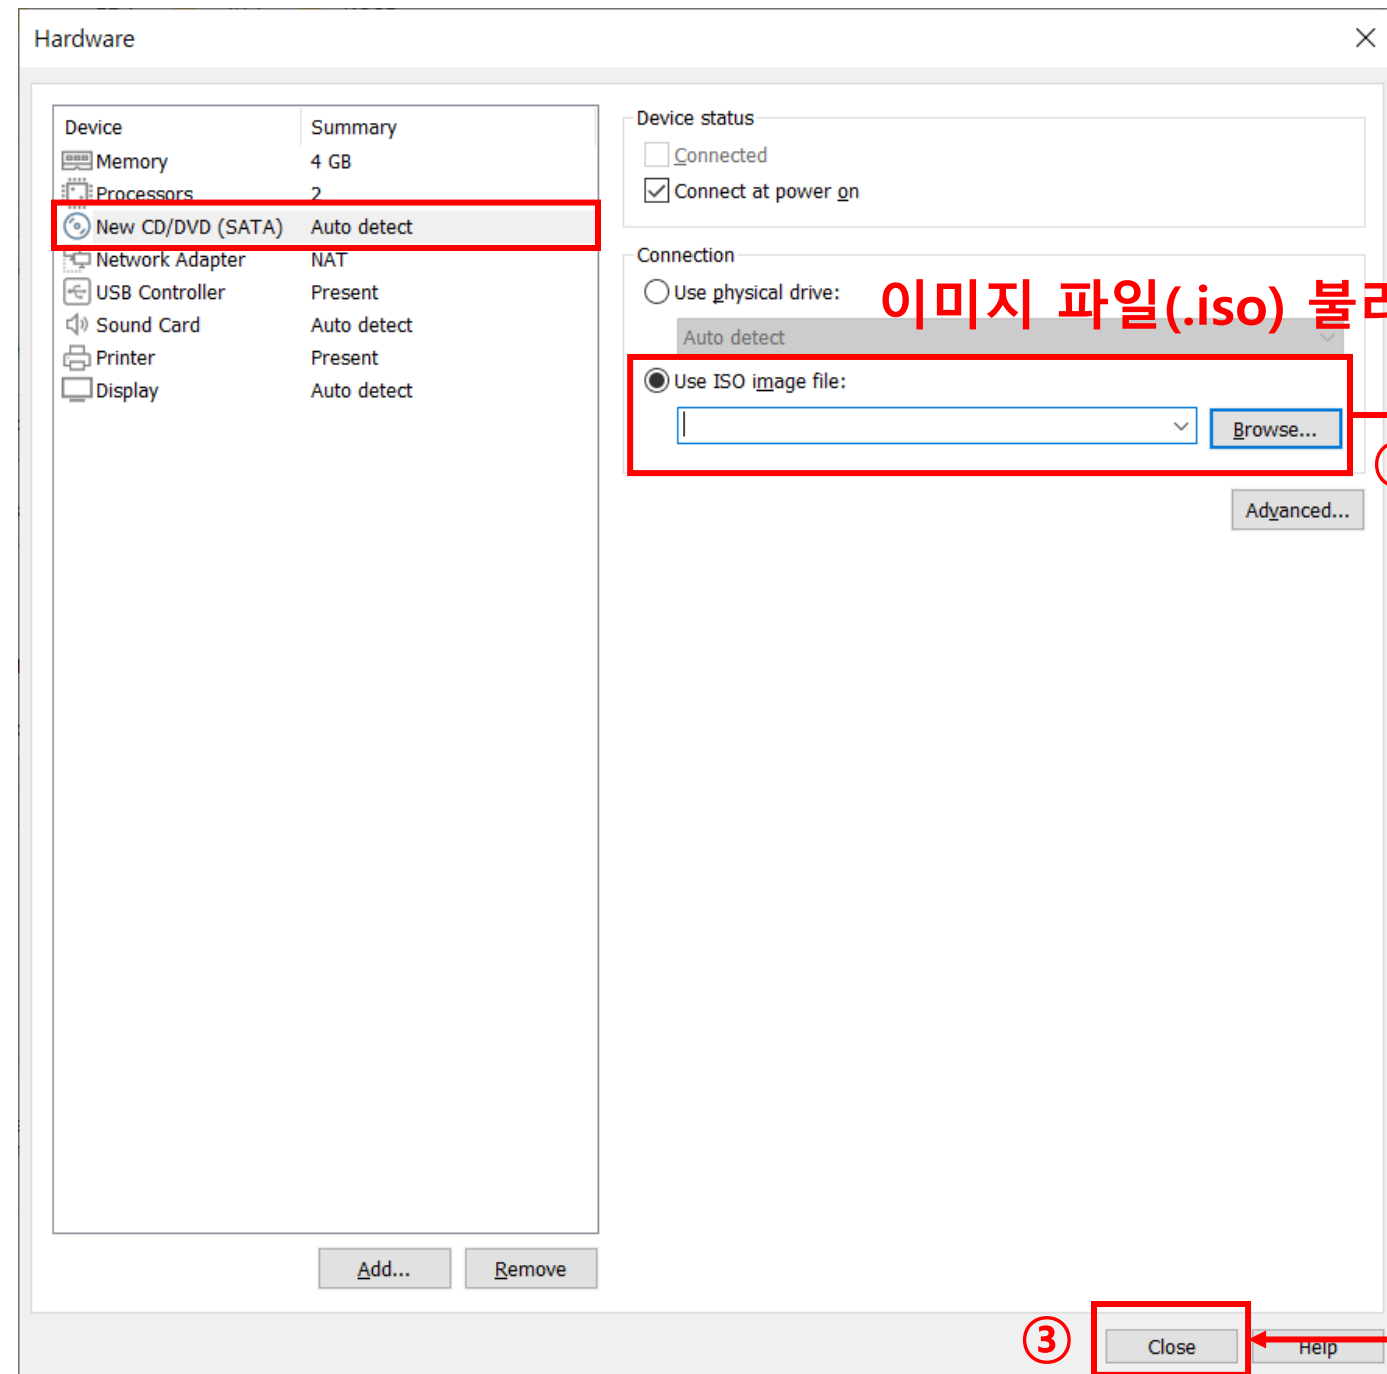 Hardware
Device Summary
Memory 4 GB
Processors 2
New CD/DVD (SATA) Auto detect
Network Adapter NAT
USB Controller Present
Sound Card Auto detect
Printer Present
Display Auto detect
Add... Remove
Device status
Connected
Connect at power on
Connection
Use physical drive:
이미지 파일(.iso)
Auto detect
Use ISO image file:
Browse...
Advanced...
③ Close Help